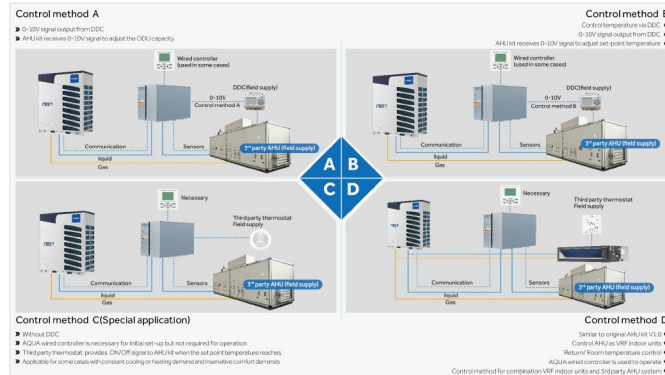 Control method A
» 0-10V signal output from DDC
» AHU kit receives 0-10V signal to adjust the ODU capacity
Wired controller
(used in some cases)
DDC(field supply)
0-10V
Control method A
Communication
Sensors
3rd party AHU (field supply)
liquid
Gas
Control temperature via DDC
0-10V signal output from DDC
AHU kit receives 0-10V signal to adjust set-point temperature
Wired controller
(used in some cases)
DDC(field supply)
0-10V
Control method B
Communication
Sensors
3rd party AHU (field supply)
liquid
Gas
A B
C D
Necessary
Third party thermostat
Field supply
Communication
Sensors
3rd party AHU (field supply)
liquid
Gas
Control method C(Special application)
» Without DDC
» AQUA wired controller is necessary for initial set-up but not required for operation
» Third party thermostat provides ON/Off signal to AHU kit when the set point temperature reaches.
» Applicable for some cases with constant cooling or heating demand and insensitive comfort demands
Necessary
Third party thermostat
Field supply
Communication
Sensors
3rd party AHU (field supply)
liquid
Gas
Control method D
Similar to original AHU kit V1.0
Control AHU as VRF indoor units
Return/ Room temperature control
AQUA wired controller is used to operate
Control method for combination VRF Indoor units and 3rd party AHU system